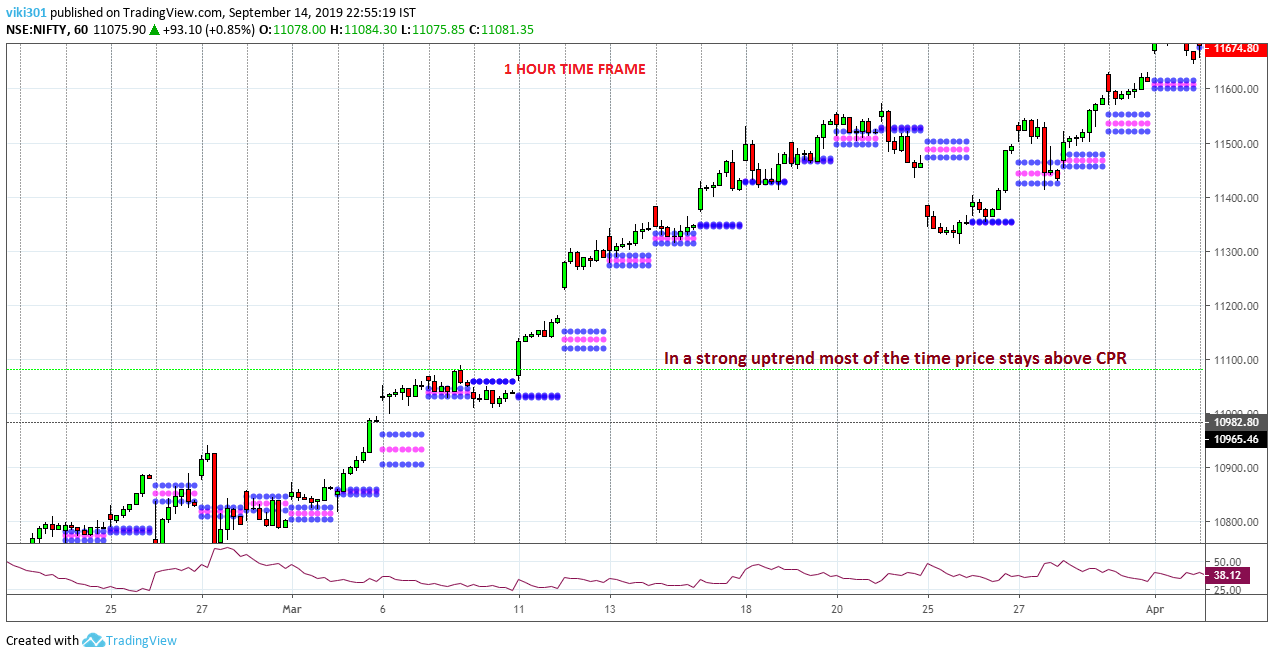 viki301 published on TradingView.com, September 14, 2019 22:55:19 IST
NSE:NIFTY, 60 11075.90 ▲ +93.10 (+0.85%) O:11078.00 H:11084.30 L:11075.85 C:11081.35
1 HOUR TIME FRAME
11674.80
11600.00
11500.00
11400.00
11300.00
11200.00
In a strong uptrend most of the time price stays above CPR
11100.00
11000.00
10982.80
10965.46
10900.00
10800.00
50.00
38.12
25.00
25 27 Mar 6 11 13 18 20 25 27 Apr
Created with TradingView